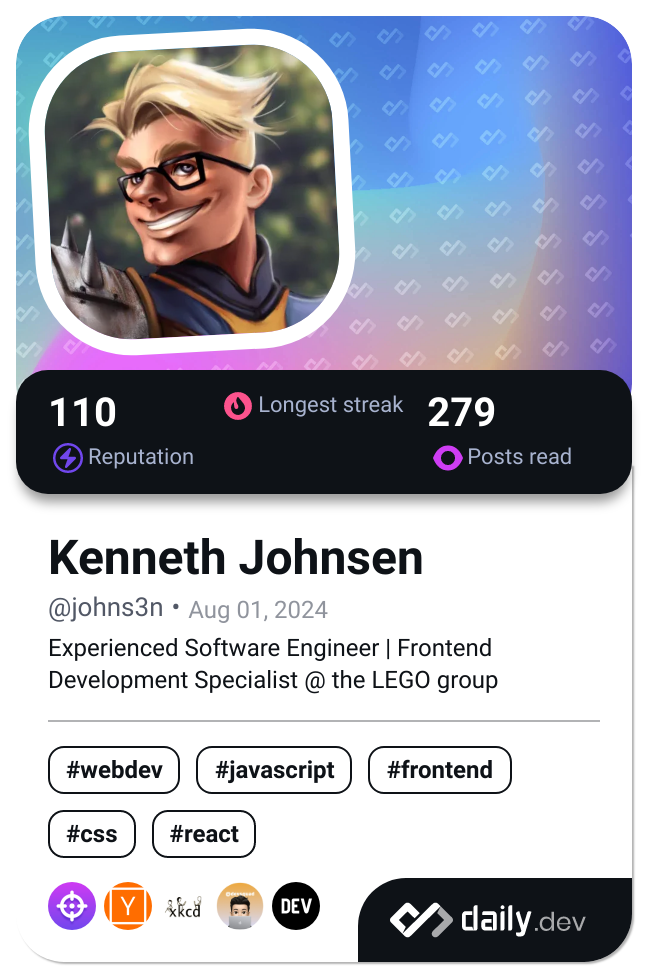 110
Reputation
Longest streak
279
Posts read
Kenneth Johnsen
@johns3n • Aug 01, 2024
Experienced Software Engineer | Frontend
Development Specialist @ the LEGO group
#webdev #javascript #frontend
#css #react
Y
xkcd
DEV
daily.dev